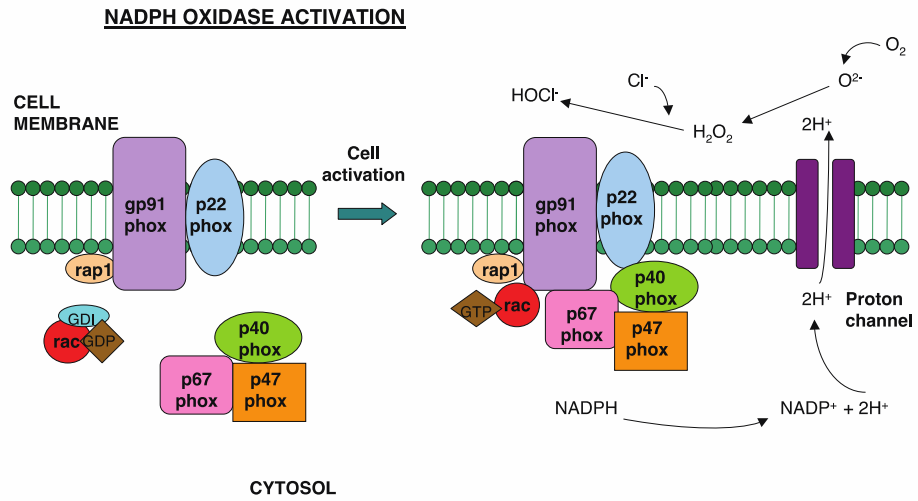 NADPH OXIDASE ACTIVATION
CELL
MEMBRANE
gp91
phox
p22
phox
rap1
GDI
rac
GDP
p40
phox
p67
phox
p47
phox
Cell
activation
HOCl-
Cl-
H2O2
O2
O2-
2H+
gp91
phox
p22
phox
rap1
GTP
rac
p40
phox
p67
phox
p47
phox
2H+
Proton
channel
NADPH
NADP+ + 2H+
CYTOSOL